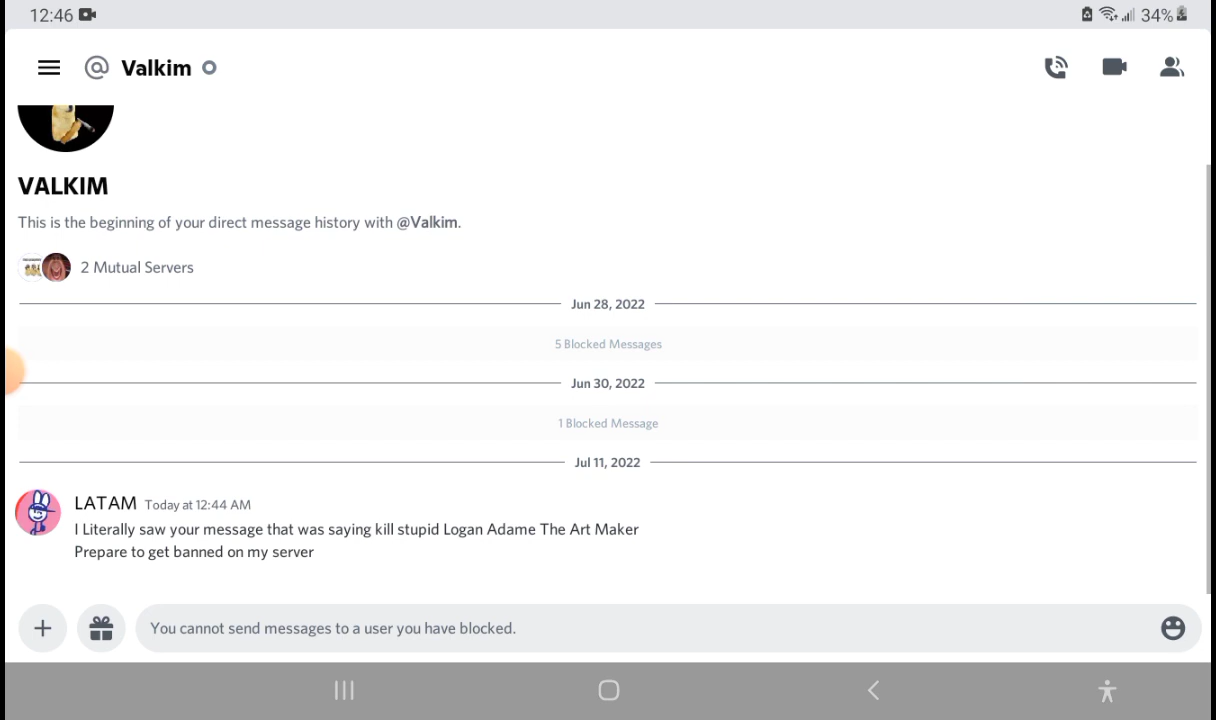 12:46
34%
@ Valkim
VALKIM
This is the beginning of your direct message history with @Valkim.
2 Mutual Servers
Jun 28, 2022
5 Blocked Messages
Jun 30, 2022
1 Blocked Message
Jul 11, 2022
LATAM Today at 12:44 AM
I Literally saw your message that was saying kill stupid Logan Adame The Art Maker
Prepare to get banned on my server
You cannot send messages to a user you have blocked.